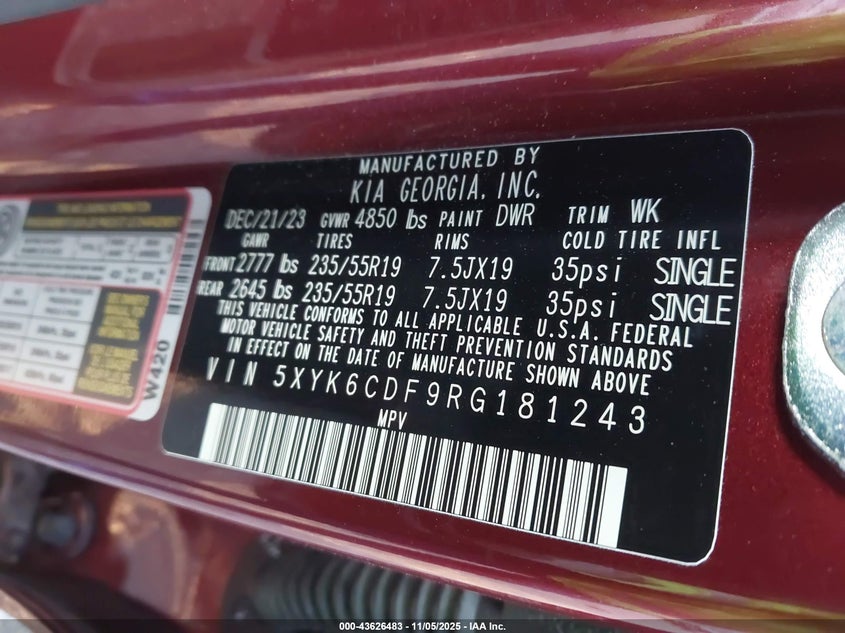 MANUFACTURED BY
KIA GEORGIA, INC.
DEC/21/23 GVWR 4850 lbs PAINT DWR TRIM WK
GAWR TIRES RIMS COLD TIRE INFL
FRONT 2777 lbs 235/55R19 7.5JX19 35psi SINGLE
REAR 2645 lbs 235/55R19 7.5JX19 35psi SINGLE
THIS VEHICLE CONFORMS TO ALL APPLICABLE U.S.A. FEDERAL
MOTOR VEHICLE SAFETY AND THEFT PREVENTION STANDARDS
IN EFFECT ON THE DATE OF MANUFACTURE SHOWN ABOVE
VIN 5XYK6CDF9RG181243
MPV
W420
000-43626483 - 11/05/2025 - IAA Inc.